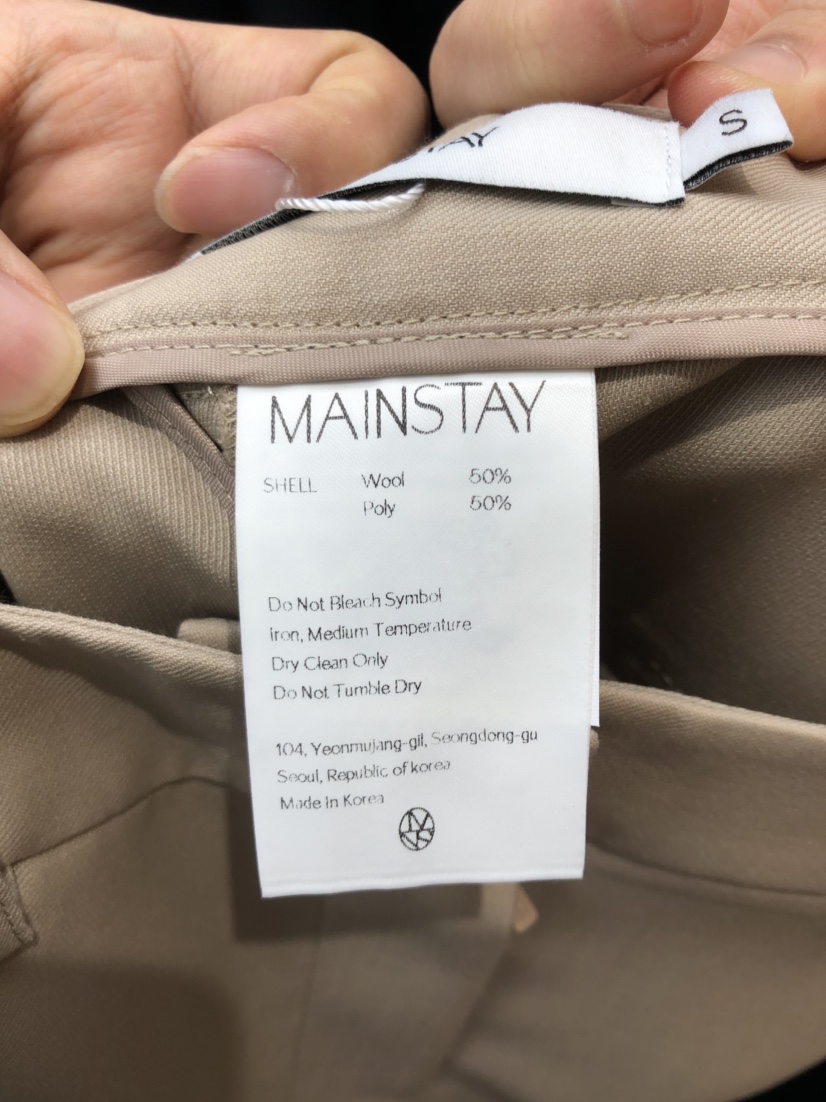 TAY
S
MAINSTAY
SHELL Wool 50%
Poly 50%
Do Not Bleach Symbol
iron, Medium Temperature
Dry Clean Only
Do Not Tumble Dry
104, Yeonmujang-gil, Seongdong-gu
Seoul, Republic of korea
Made In Korea